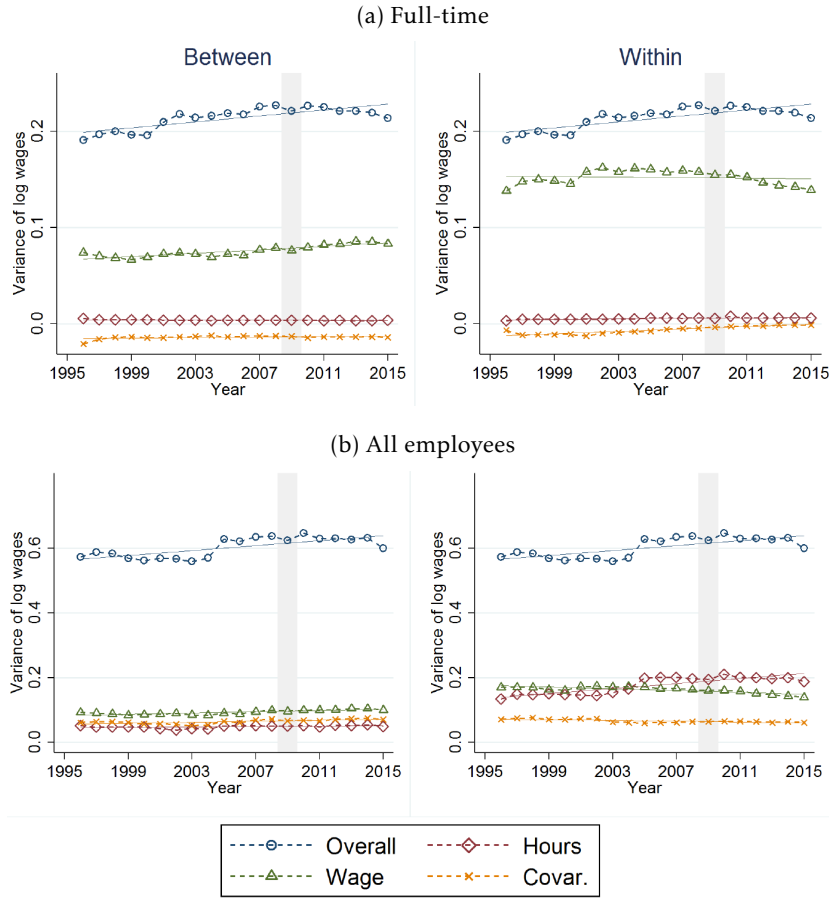 (a) Full-time
Between
Within
Variance of log wages
0.2
0.1
0.0
1995 1999 2003 2007 2011 2015
Year
Variance of log wages
0.2
0.1
0.0
1995 1999 2003 2007 2011 2015
Year
(b) All employees
Variance of log wages
0.6
0.4
0.2
0.0
1995 1999 2003 2007 2011 2015
Year
Variance of log wages
0.6
0.4
0.2
0.0
1995 1999 2003 2007 2011 2015
Year
Overall
Hours
Wage
Covar.